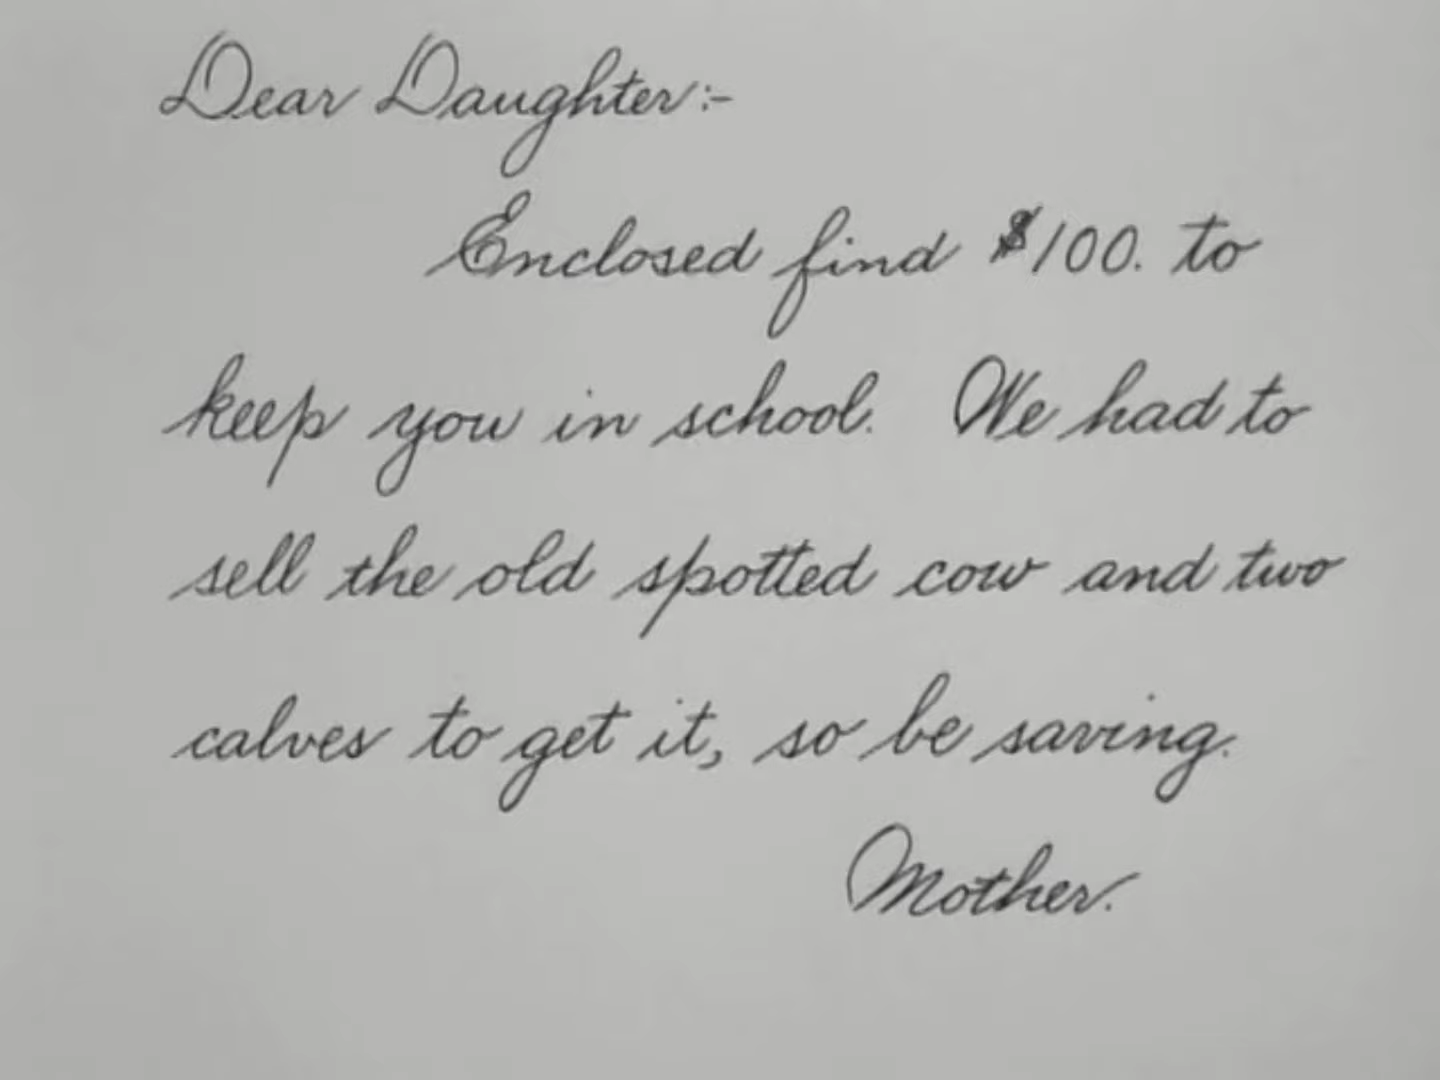 Dear Daughter:-
Enclosed find $100. to
keep you in school. We had to
sell the old spotted cow and two
calves to get it, so be saving.
Mother.